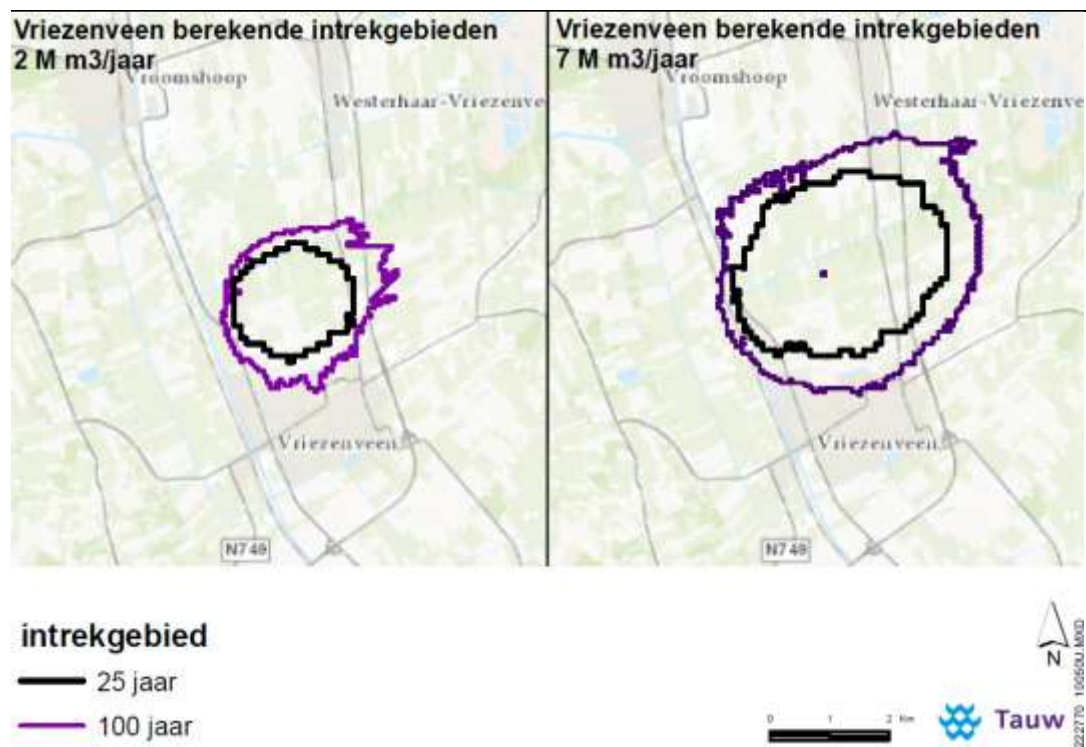 Vriezenveen berekende intrekgebieden
2 M m3/jaar
Vroomshoop
Westerhaar-Vriezenve
Vriezenveen
N749
Vriezenveen berekende intrekgebieden
7 M m3/jaar
Vroomshoop
Westerhaar-Vriezenve
Vriezenveen
N749
intrekgebied
25 jaar
100 jaar
N
0 1 2 Km
Tauw